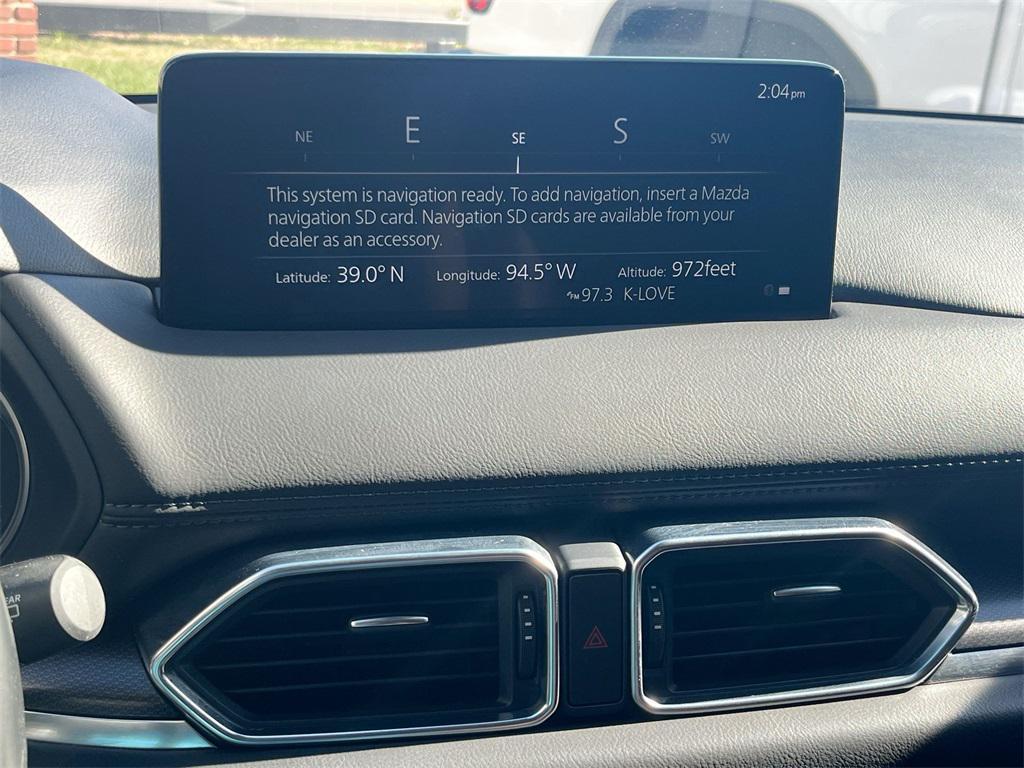 2:04pm
NE E SE S SW
This system is navigation ready. To add navigation, insert a Mazda
navigation SD card. Navigation SD cards are available from your
dealer as an accessory.
Latitude: 39.0° N Longitude: 94.5° W Altitude: 972feet
FM 97.3 K-LOVE